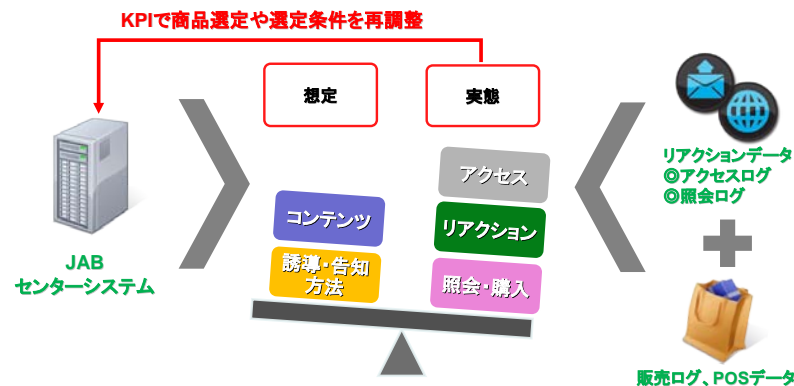 KPIで商品選定や選定条件を再調整
想定
実態
アクセス
コンテンツ
リアクション
誘導・告知
方法
照会・購入
JAB
センターシステム
リアクションデータ
◎アクセスログ
◎照会ログ
販売ログ、POSデータ